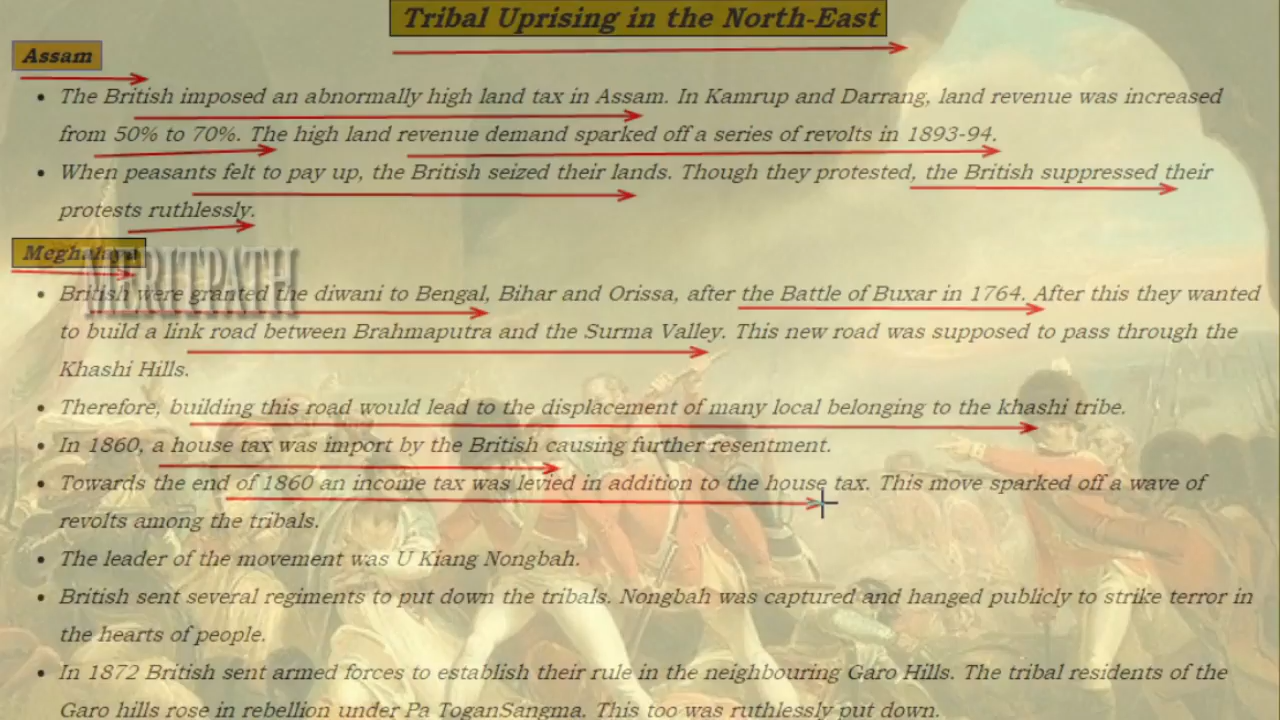 Tribal Uprising in the North-East
Assam
• The British imposed an abnormally high land tax in Assam. In Kamrup and Darrang, land revenue was increased
from 50% to 70%. The high land revenue demand sparked off a series of revolts in 1893-94.
• When peasants felt to pay up, the British seized their lands. Though they protested, the British suppressed their
protests ruthlessly.
Meghalaya
MERITPATH
• British were granted the diwani to Bengal, Bihar and Orissa, after the Battle of Buxar in 1764. After this they wanted
to build a link road between Brahmaputra and the Surma Valley. This new road was supposed to pass through the
Khashi Hills.
• Therefore, building this road would lead to the displacement of many local belonging to the khashi tribe.
• In 1860, a house tax was import by the British causing further resentment.
• Towards the end of 1860 an income tax was levied in addition to the house tax. This move sparked off a wave of
revolts among the tribals.
• The leader of the movement was U Kiang Nongbah.
• British sent several regiments to put down the tribals. Nongbah was captured and hanged publicly to strike terror in
the hearts of people.
• In 1872 British sent armed forces to establish their rule in the neighbouring Garo Hills. The tribal residents of the
Garo hills rose in rebellion under Pa ToganSangma. This too was ruthlessly put down.